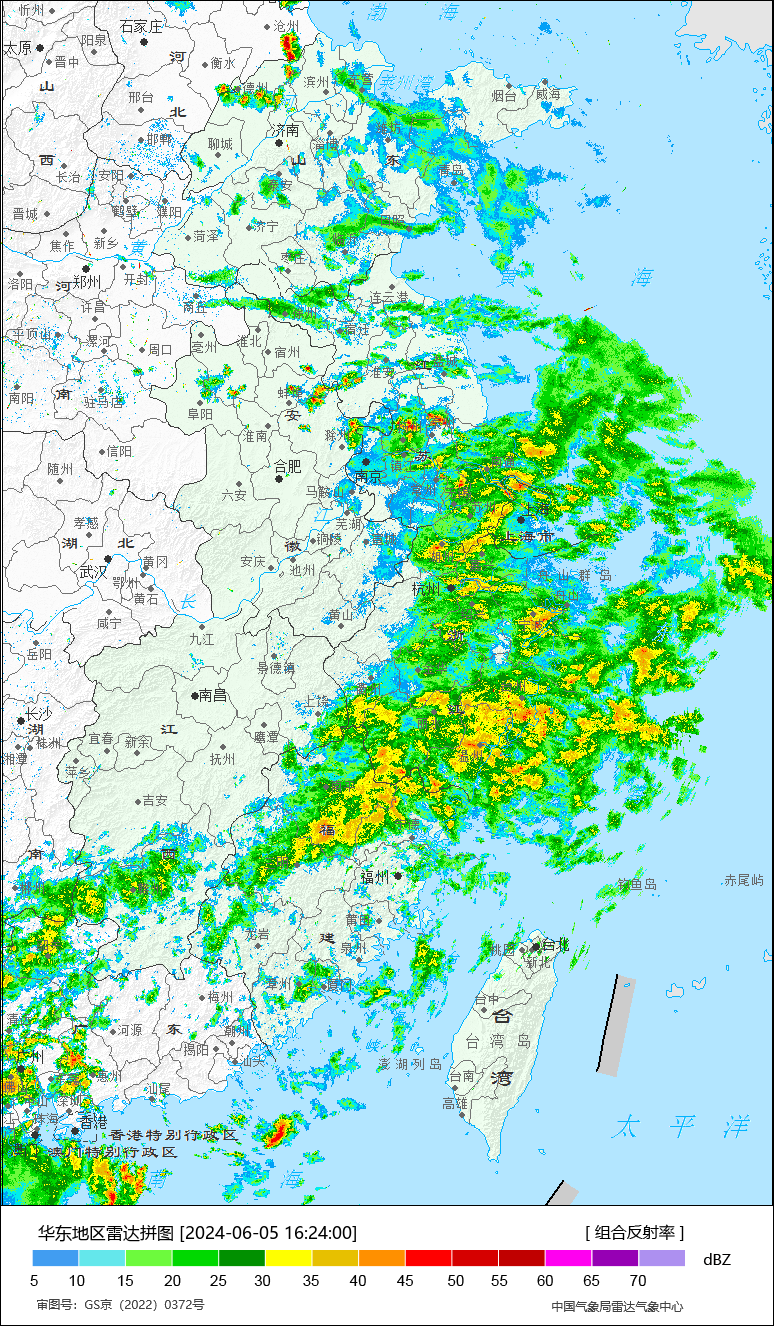 渤 海
忻州
沧州
石家庄
太原
阳泉
河
晋中
衡水
滨州
莱州湾
山
德州
烟台
威海
邢台
北
邯郸
聊城
济南
西
山
东
长治
安阳
青岛
晋城
鹤壁
濮阳
焦作
新乡
黄
菏泽
济宁
枣庄
洛阳
河
郑州
开封
黄 海
许昌
商丘
连云港
平顶山
漯河
周口
亳州
淮北
宿州
宿迁
淮安
盐城
南阳
南
驻马店
阜阳
蚌埠
安
淮南
滁州
信阳
合肥
南京
苏
随州
六安
马鞍山
孝感
芜湖
上海
上海市
湖
北
徽
铜陵
武汉
黄冈
安庆
池州
鄂州
杭州
黄石
长
咸宁
九江
黄山
岳阳
景德镇
南昌
上饶
长沙
湖
株洲
宜春
新余
江
鹰潭
湘潭
萍乡
抚州
温州
吉安
南
西
福
福州
钓鱼岛
赤尾屿
莆田
龙岩
建
泉州
台北
桃园
新北
漳州
厦门
梅州
台中
台
广
河源
东
潮州
台 湾 岛
广州
揭阳
澎湖列岛
惠州
汕头
湾
台南
汕尾
高雄
深圳
珠海
香港
香港特别行政区
澳门特别行政区
太 平 洋
南 海
华东地区雷达拼图 [2024-06-05 16:24:00]
[ 组合反射率 ]
dBZ
5 10 15 20 25 30 35 40 45 50 55 60 65 70
审图号：GS京（2022）0372号
中国气象局雷达气象中心